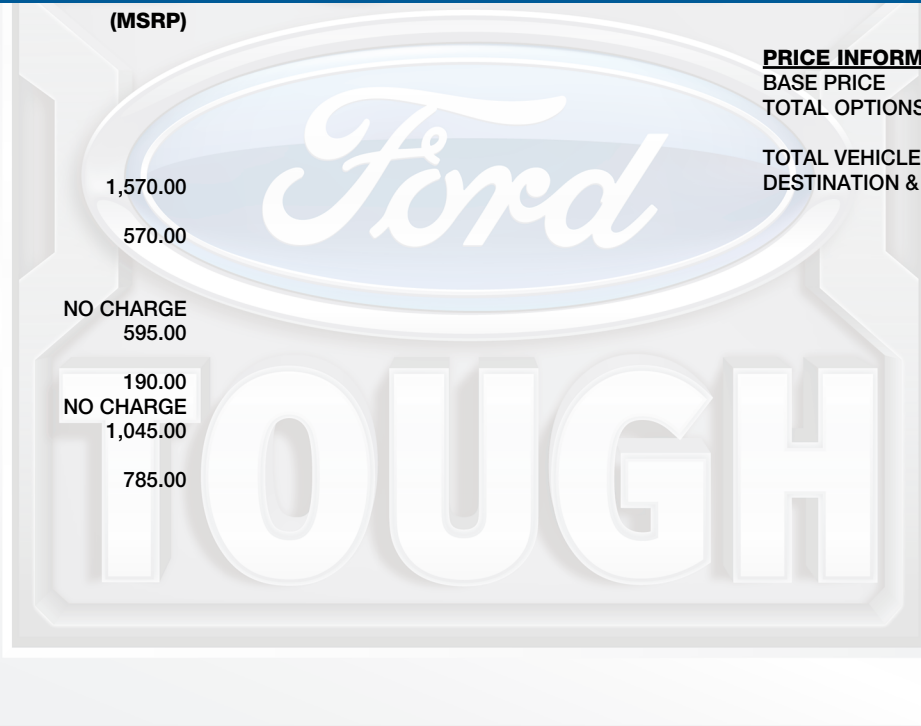 (MSRP)
1,570.00
570.00
NO CHARGE
595.00
190.00
NO CHARGE
1,045.00
785.00
PRICE INFORM
BASE PRICE
TOTAL OPTIONS
TOTAL VEHICLE
DESTINATION &
Ford
TOUGH